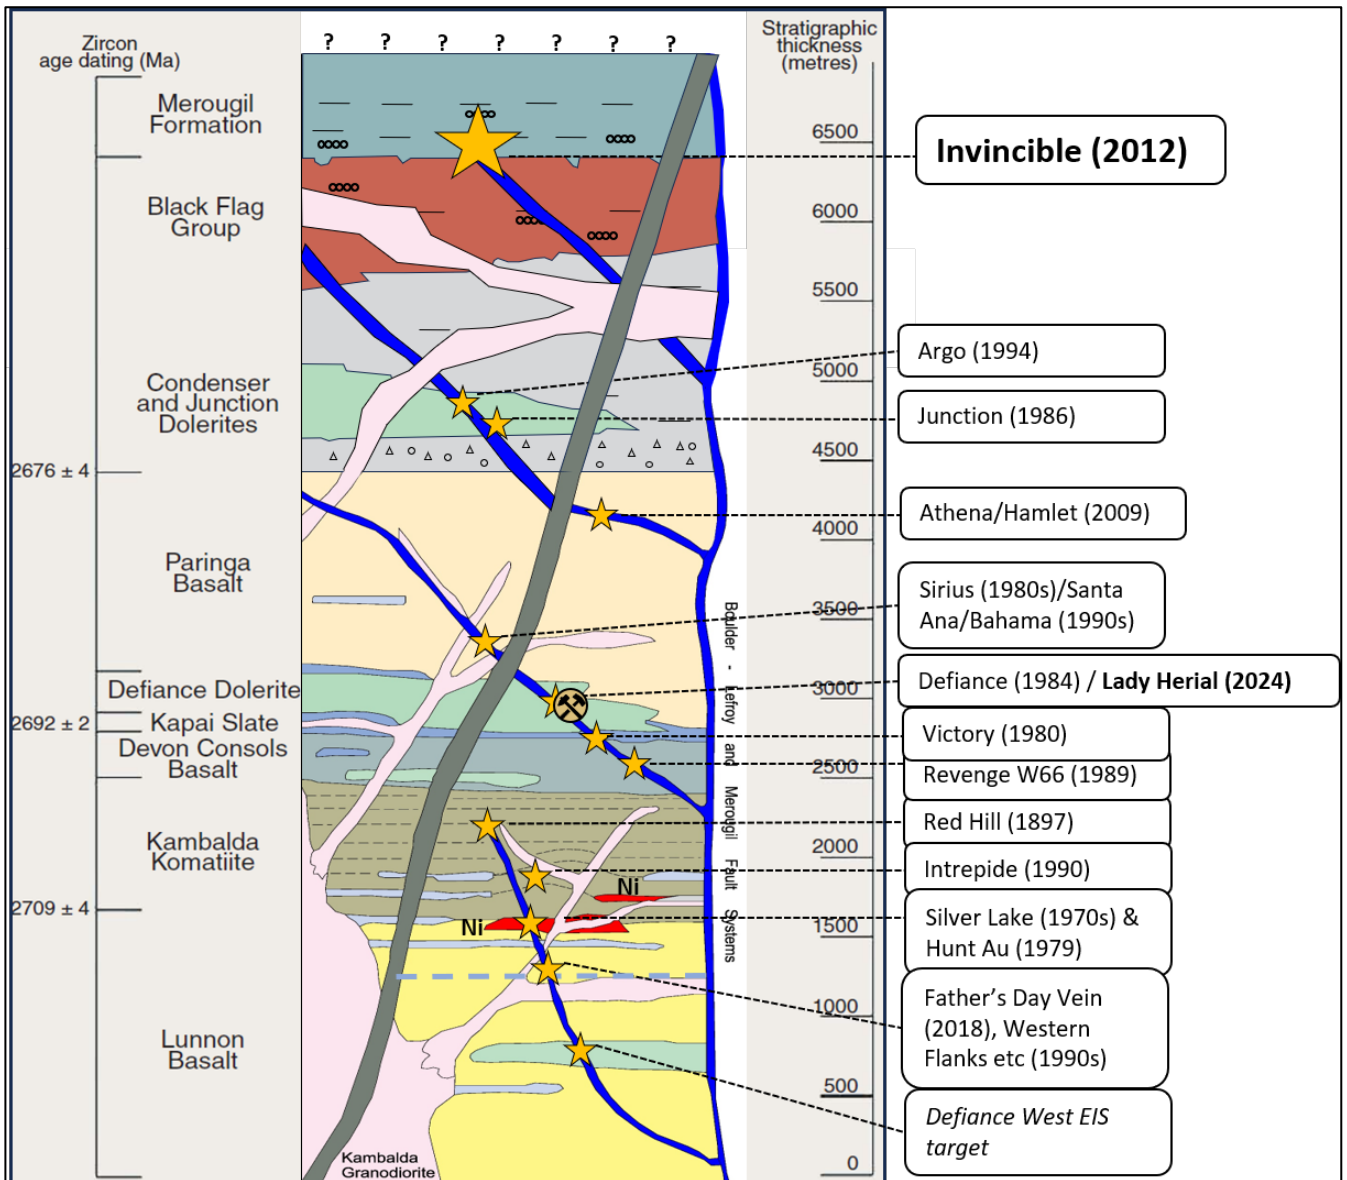 Zircon
age dating (Ma)
? ? ? ? ? ? ?
Stratigraphic
thickness
(metres)
Merougil
Formation
Black Flag
Group
Condenser
and Junction
Dolerites
2676 ± 4
Paringa
Basalt
Defiance Dolerite
2692 ± 2
Kapai Slate
Devon Consols
Basalt
Kambalda
Komatiite
2709 ± 4
Lunnon
Basalt
Ni
Ni
Kambalda
Granodiorite
Boulder - Lefroy and Merougil Fault Systems
6500
6000
5500
5000
4500
4000
3500
3000
2500
2000
1500
1000
500
0
Invincible (2012)
Argo (1994)
Junction (1986)
Athena/Hamlet (2009)
Sirius (1980s)/Santa
Ana/Bahama (1990s)
Defiance (1984) / Lady Herial (2024)
Victory (1980)
Revenge W66 (1989)
Red Hill (1897)
Intrepide (1990)
Silver Lake (1970s) &
Hunt Au (1979)
Father's Day Vein
(2018), Western
Flanks etc (1990s)
Defiance West EIS
target